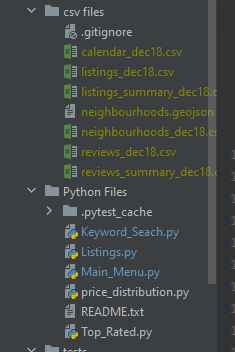 csv files
.gitignore
calendar_dec18.csv
listings_dec18.csv
listings_summary_dec18.c
neighbourhoods.geojson
neighbourhoods_dec18.cs
reviews_dec18.csv
reviews_summary_dec18.c
Python Files
.pytest_cache
Keyword_Seach.py
Listings.py
Main_Menu.py
price_distribution.py
README.txt
Top_Rated.py
tests